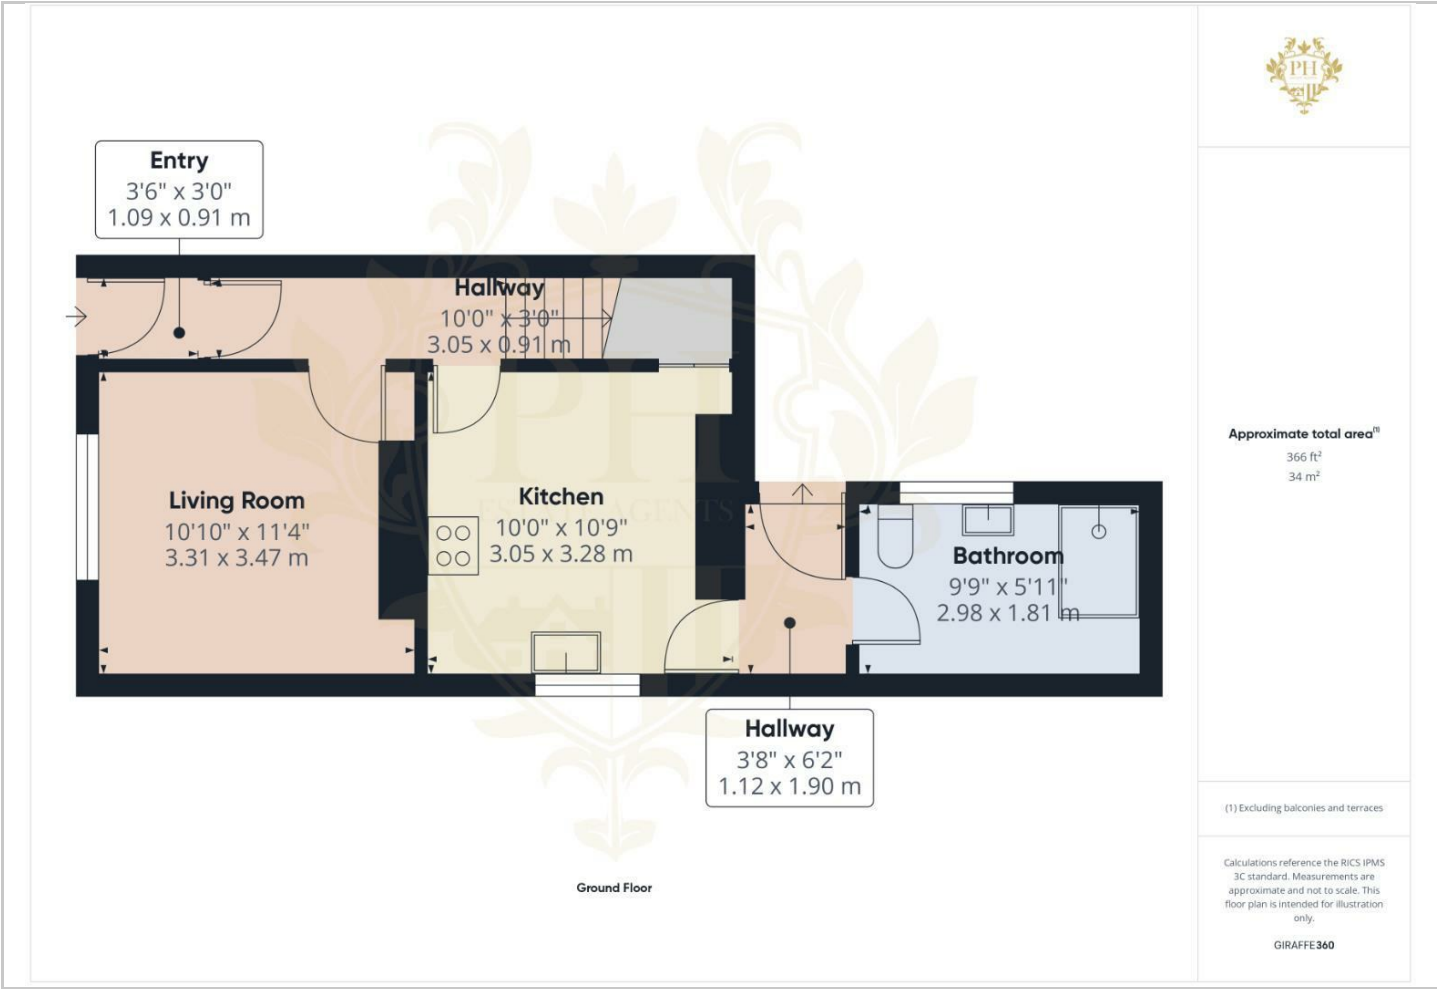 Entry
3'6" x 3'0"
1.09 x 0.91 m
Hallway
10'0" x 3'0"
3.05 x 0.91 m
Living Room
10'10" x 11'4"
3.31 x 3.47 m
Kitchen
10'0" x 10'9"
3.05 x 3.28 m
Bathroom
9'9" x 5'11"
2.98 x 1.81 m
Hallway
3'8" x 6'2"
1.12 x 1.90 m
Ground Floor
PH
ESTATE AGENTS
PH
Approximate total area⁽¹⁾
366 ft²
34 m²
(1) Excluding balconies and terraces
Calculations reference the RICS IPMS
3C standard. Measurements are
approximate and not to scale. This
floor plan is intended for illustration
only.
GIRAFFE360